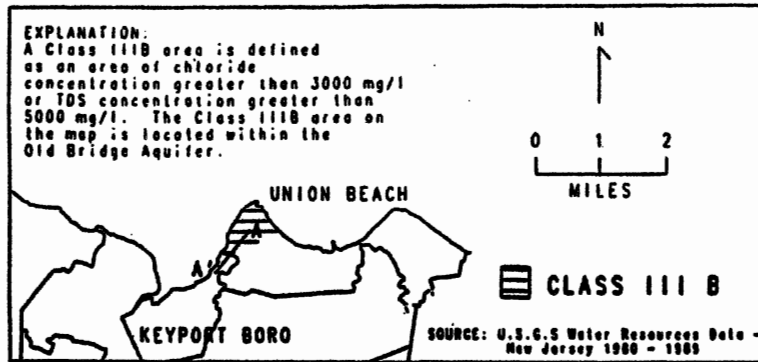 EXPLANATION:
A Class IIIB area is defined
as an area of chloride
concentration greater than 3000 mg/l
or TDS concentration greater than
5000 mg/l. The Class IIIB area on
the map is located within the
Old Bridge Aquifer.
N
0 1 2
MILES
UNION BEACH
A
A'
CLASS III B
KEYPORT BORO
SOURCE: U.S.G.S Water Resources Data -
New Jersey 1980 - 1989